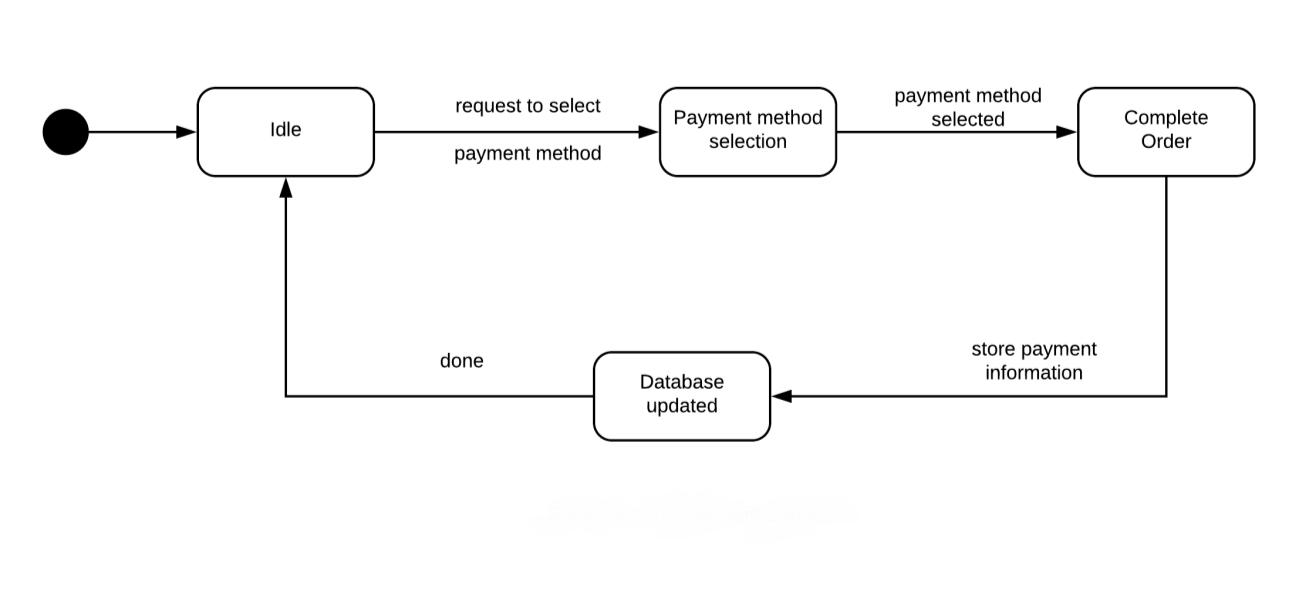 Idle
request to select
payment method
Payment method
selection
payment method
selected
Complete
Order
done
Database
updated
store payment
information